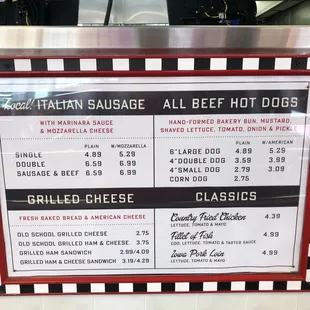 Local! ITALIAN SAUSAGE
WITH MARINARA SAUCE
& MOZZARELLA CHEESE
PLAIN W/MOZZARELLA
SINGLE 4.89 5.29
DOUBLE 6.59 6.99
SAUSAGE & BEEF 6.59 6.99
ALL BEEF HOT DOGS
HAND-FORMED BAKERY BUN, MUSTARD,
SHAVED LETTUCE, TOMATO, ONION & PICKLE
PLAIN W/AMERICAN
6" LARGE DOG 4.89 5.29
4" DOUBLE DOG 3.59 3.99
4" SMALL DOG 2.79 3.09
CORN DOG 2.75
GRILLED CHEESE
FRESH BAKED BREAD & AMERICAN CHEESE
OLD SCHOOL GRILLED CHEESE 2.75
OLD SCHOOL GRILLED HAM & CHEESE 3.75
GRILLED HAM SANDWICH 2.99/4.09
GRILLED HAM & CHEESE SANDWICH 3.19/4.29
CLASSICS
Country Fried Chicken 4.39
LETTUCE, TOMATO & MAYO
Fillet of Fish 4.99
COD, LETTUCE, TOMATO & TARTER SAUCE
Iowa Pork Loin 4.99
LETTUCE, TOMATO & MAYO